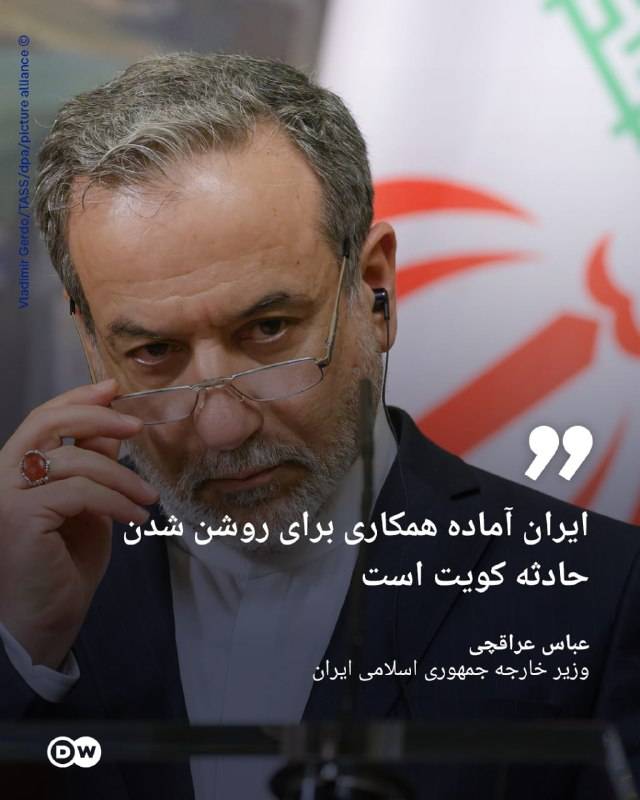 © Vladimir Gerdo/TASS/dpa/picture alliance
ایران آماده همکاری برای روشن شدن
حادثه کویت است
عباس عراقچی
وزیر خارجه جمهوری اسلامی ایران
DW